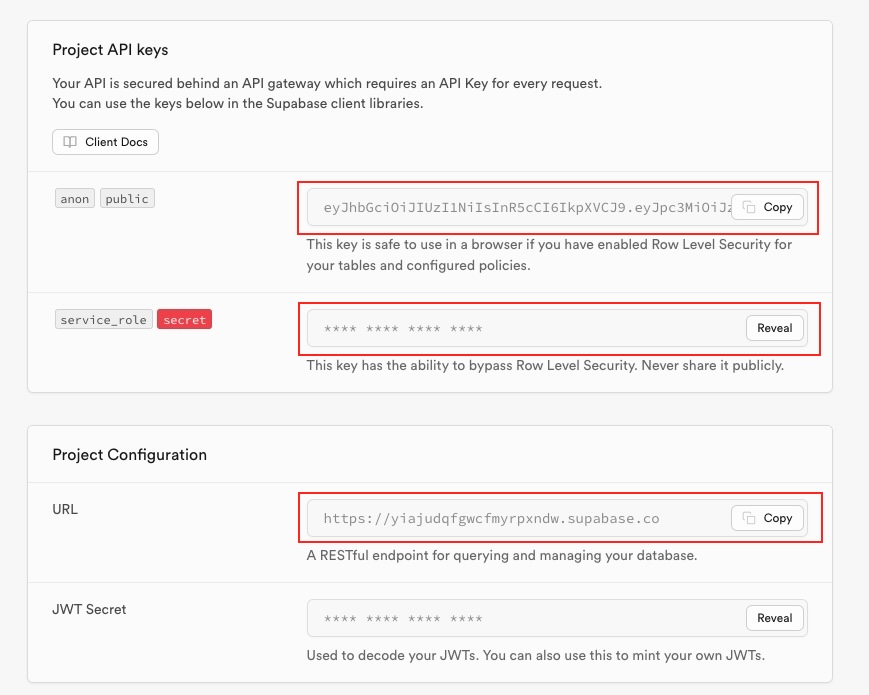 Project API keys
Your API is secured behind an API gateway which requires an API Key for every request.
You can use the keys below in the Supabase client libraries.
Client Docs
anon public
eyJhbGciOiJIUzI1NiIsInR5cCI6IkpXVCJ9.eyJpc3MiOiJz Copy
This key is safe to use in a browser if you have enabled Row Level Security for
your tables and configured policies.
service_role secret
**** **** **** **** Reveal
This key has the ability to bypass Row Level Security. Never share it publicly.
Project Configuration
URL
https://yiajudqfgwcfmyrpxndw.supabase.co Copy
A RESTful endpoint for querying and managing your database.
JWT Secret
**** **** **** **** Reveal
Used to decode your JWTs. You can also use this to mint your own JWTs.